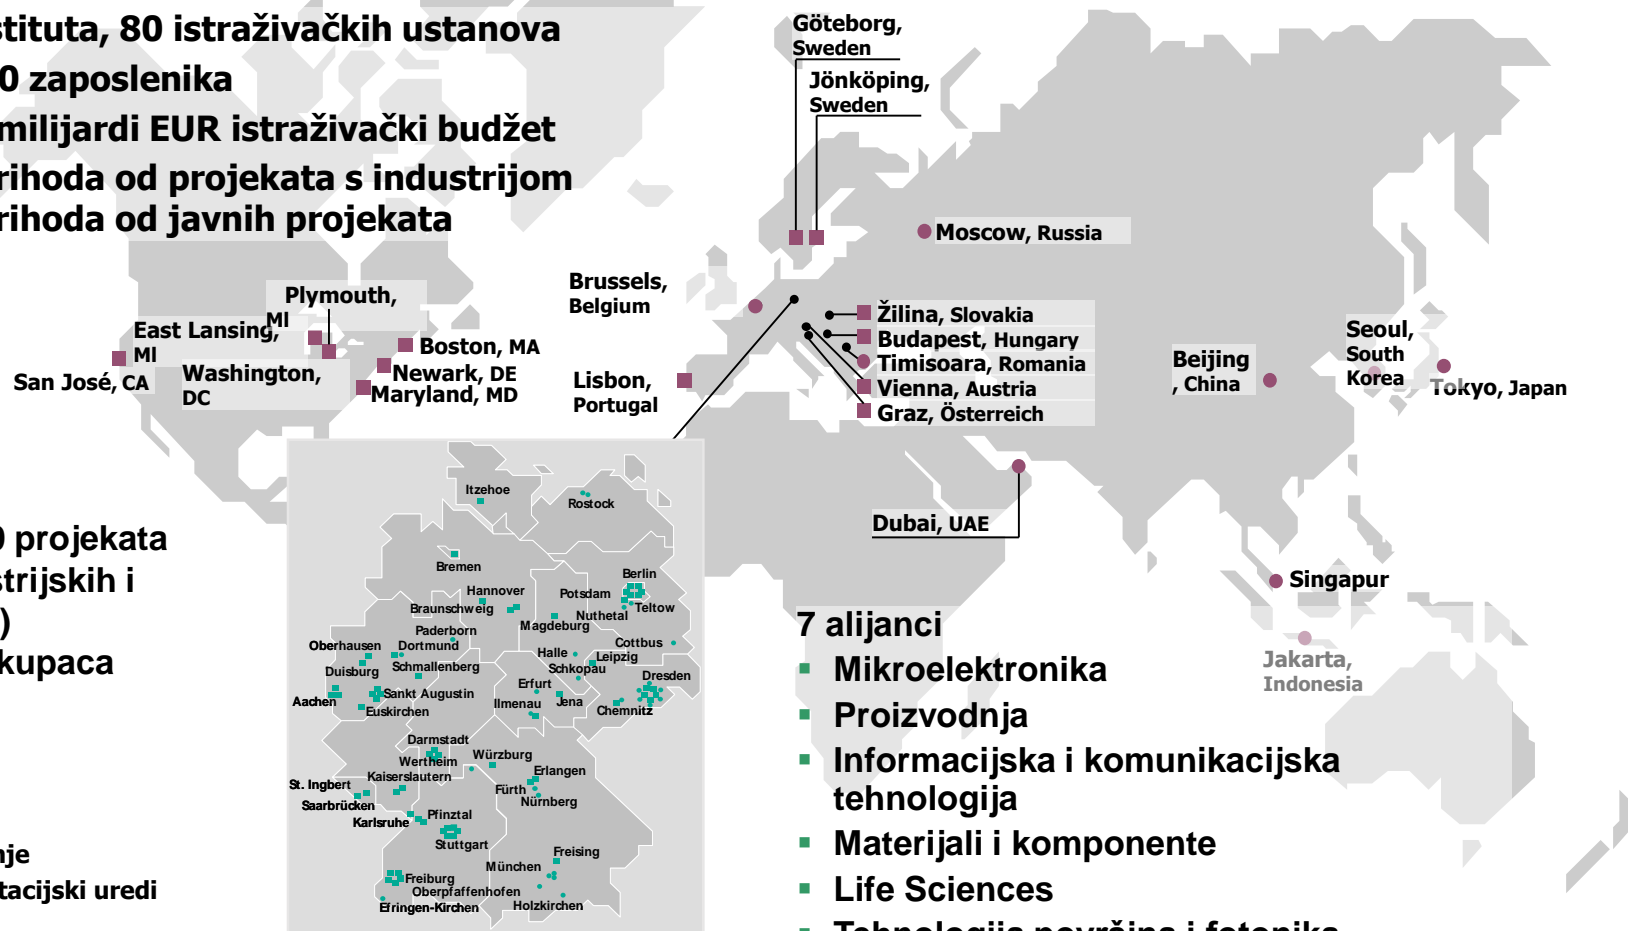 stituta, 80 istraživačkih ustanova
0 zaposlenika
milijardi EUR istraživački budžet
rihoda od projekata s industrijom
rihoda od javnih projekata
Göteborg,
Sweden
Jönköping,
Sweden
Moscow, Russia
Brussels,
Belgium
Plymouth,
MI
East Lansing,
MI
Boston, MA
Washington,
DC
Newark, DE
San José, CA
Maryland, MD
Lisbon,
Portugal
Žilina, Slovakia
Budapest, Hungary
Timisoara, Romania
Vienna, Austria
Graz, Österreich
Beijing
, China
Seoul,
South
Korea
Tokyo, Japan
Dubai, UAE
Singapur
Jakarta,
Indonesia
0 projekata
strijskih i
)
kupaca
nje
tacijski uredi
Itzehoe
Rostock
Bremen
Berlin
Hannover
Potsdam
Braunschweig
Nuthetal
Teltow
Magdeburg
Paderborn
Oberhausen
Dortmund
Halle
Cottbus
Leipzig
Duisburg
Schmallenberg
Schkopau
Dresden
Erfurt
Aachen
Sankt Augustin
Ilmenau
Jena
Euskirchen
Chemnitz
Darmstadt
Würzburg
Wertheim
Kaiserslautern
Erlangen
St. Ingbert
Fürth
Saarbrücken
Nürnberg
Karlsruhe
Pfinztal
Stuttgart
Freising
München
Freiburg
Oberpfaffenhofen
Efringen-Kirchen
Holzkirchen
7 alijanci
Mikroelektronika
Proizvodnja
Informacijska i komunikacijska
tehnologija
Materijali i komponente
Life Sciences
Tehnologija površina i fotonika